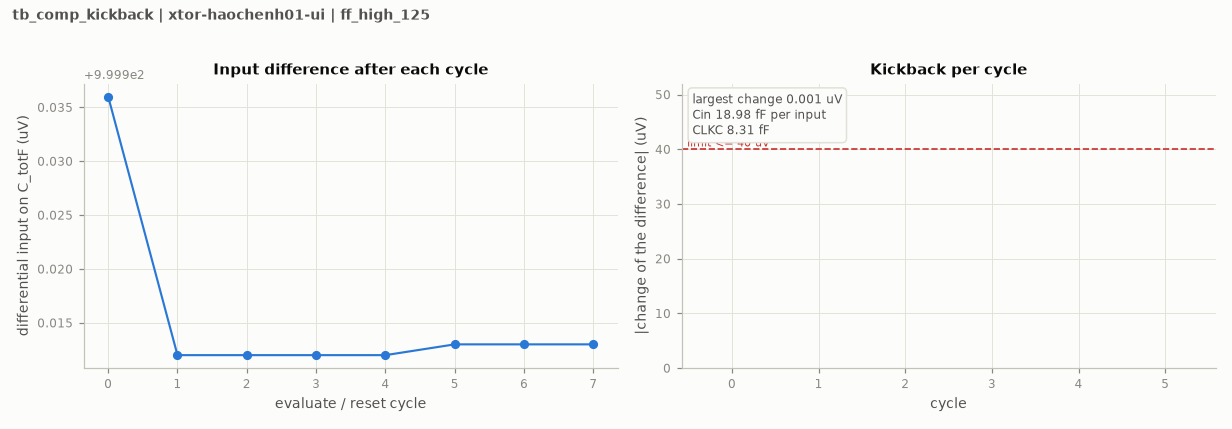 tb_comp_kickback | xtor-haochenh01-ui | ff_high_125
Input difference after each cycle
+9.999e2
0.035
0.030
0.025
0.020
0.015
differential input on C_totF (uV)
0 1 2 3 4 5 6 7
evaluate / reset cycle
Kickback per cycle
largest change 0.001 uV
Cin 18.98 fF per input
CLKC 8.31 fF
50
40
30
20
10
0
|change of the difference| (uV)
0 1 2 3 4 5
cycle